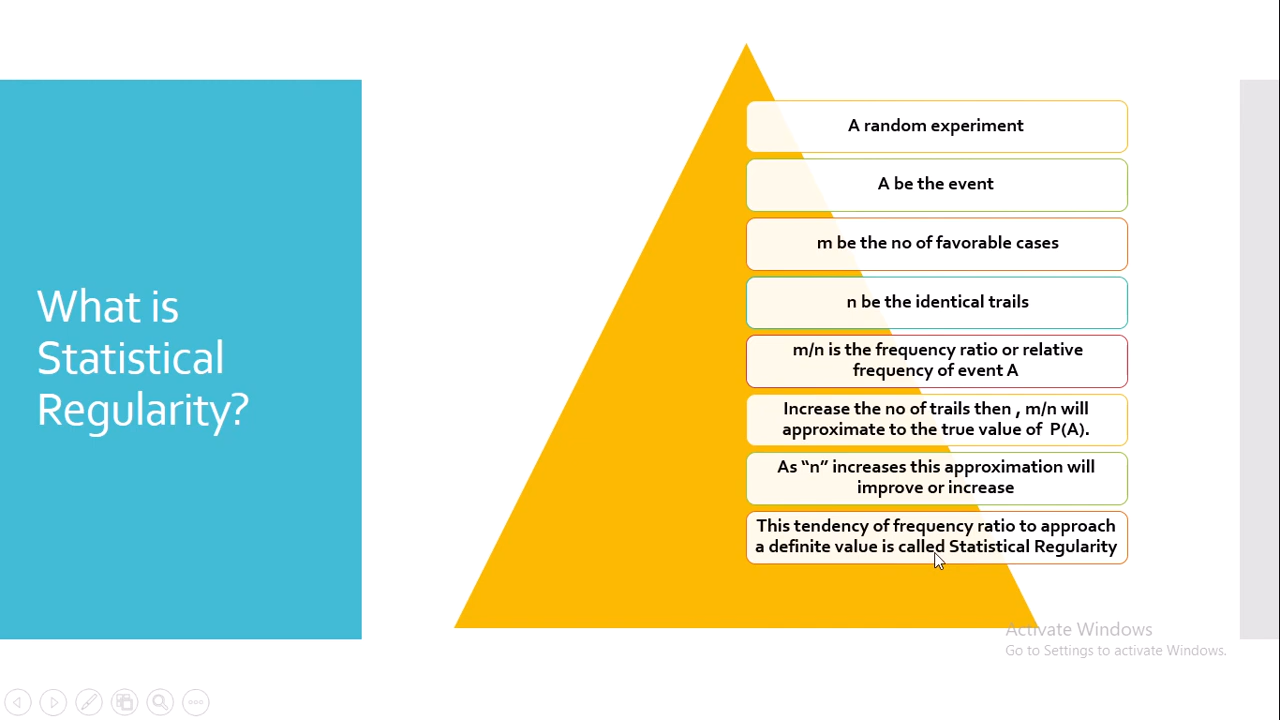 What is
Statistical
Regularity?
A random experiment
A be the event
m be the no of favorable cases
n be the identical trails
m/n is the frequency ratio or relative
frequency of event A
Increase the no of trails then , m/n will
approximate to the true value of P(A).
As “n” increases this approximation will
improve or increase
This tendency of frequency ratio to approach
a definite value is called Statistical Regularity
Activate Windows
Go to Settings to activate Windows.